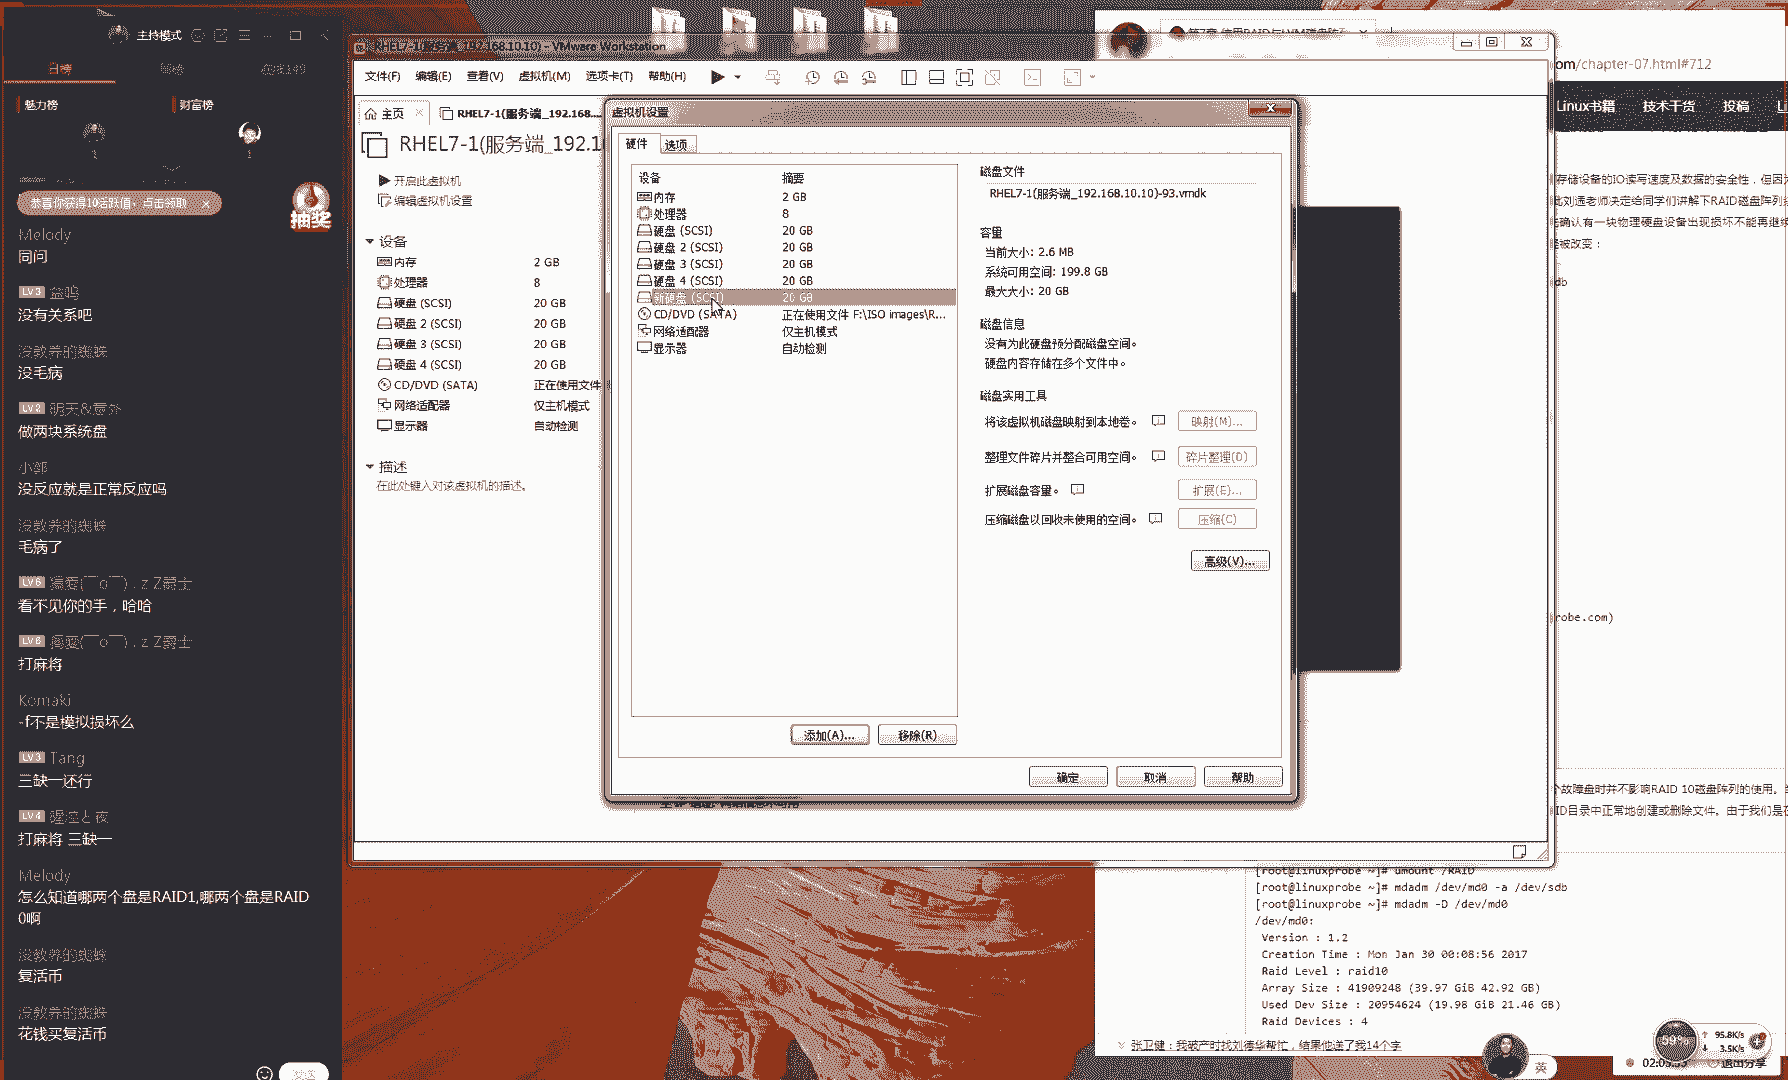 主持模式
日榜
魅力榜
财富榜
1
1
恭喜你获得10活跃值，点击领取
抽奖
Melody
同问
LV3 益鸣
没有关系吧
没教养的蜘蛛
没毛病
LV2 明天&意外
做两块系统盘
小郭
没反应就是正常反应吗
没教养的蜘蛛
毛病了
LV6
看不见你的手，哈哈
LV6
打麻将
Komaki
-f不是模拟损坏么
LV3 Tang
三缺一还行
LV4
打麻将 三缺一
Melody
怎么知道哪两个盘是RAID1,哪两个盘是RAID
0啊
没教养的蜘蛛
复活币
没教养的蜘蛛
花钱买复活币
RHEL7-1(服务端_192.168.10.10) - VMware Workstation
文件(F) 编辑(E) 查看(V) 虚拟机(M) 选项卡(T) 帮助(H)
主页
RHEL7-1(服务端_192.168....
RHEL7-1(服务端_192.1
开启此虚拟机
编辑虚拟机设置
设备
内存 2 GB
处理器 8
硬盘 (SCSI) 20 GB
硬盘 2 (SCSI) 20 GB
硬盘 3 (SCSI) 20 GB
硬盘 4 (SCSI) 20 GB
CD/DVD (SATA) 正在使用文件
网络适配器 仅主机模式
显示器 自动检测
描述
在此处键入对该虚拟机的描述。
虚拟机设置
硬件 选项
设备 摘要
内存 2 GB
处理器 8
硬盘 (SCSI) 20 GB
硬盘 2 (SCSI) 20 GB
硬盘 3 (SCSI) 20 GB
硬盘 4 (SCSI) 20 GB
新硬盘 (SCSI) 20 GB
CD/DVD (SATA) 正在使用文件 F:\ISO images\R...
网络适配器 仅主机模式
显示器 自动检测
添加(A)... 移除(R)
磁盘文件
RHEL7-1(服务端_192.168.10.10)-93.vmdk
容量
当前大小: 2.6 MB
系统可用空间: 199.8 GB
最大大小: 20 GB
磁盘信息
没有为此硬盘预分配磁盘空间。
硬盘内容存储在多个文件中。
磁盘实用工具
将该虚拟机磁盘映射到本地卷。 映射(M)...
整理文件碎片并整合可用空间。 碎片整理(D)
扩展磁盘容量。 扩展(E)...
压缩磁盘以回收未使用的空间。 压缩(C)
高级(V)...
确定 取消 帮助
om/chapter-07.html#712
Linux书籍 技术干货 投稿
存储设备的IO读写速度及数据的安全性，但因为
此刘遄老师决定给同学们讲解下RAID磁盘阵列
确认有一块物理硬盘设备出现损坏不能再继续
被改变：
db
robe.com)
个故障盘时并不影响RAID 10磁盘阵列的使用。
ID目录中正常地创建或删除文件。由于我们是在
[root@linuxprobe ~]# umount /RAID
[root@linuxprobe ~]# mdadm /dev/md0 -a /dev/sdb
[root@linuxprobe ~]# mdadm -D /dev/md0
/dev/md0:
Version : 1.2
Creation Time : Mon Jan 30 00:08:56 2017
Raid Level : raid10
Array Size : 41909248 (39.97 GiB 42.92 GB)
Used Dev Size : 20954624 (19.98 GiB 21.46 GB)
Raid Devices : 4
张卫健：我破产时找刘德华帮忙，结果他送了我14个字
59%
95.8K/s
3.5K/s
英
退出分享